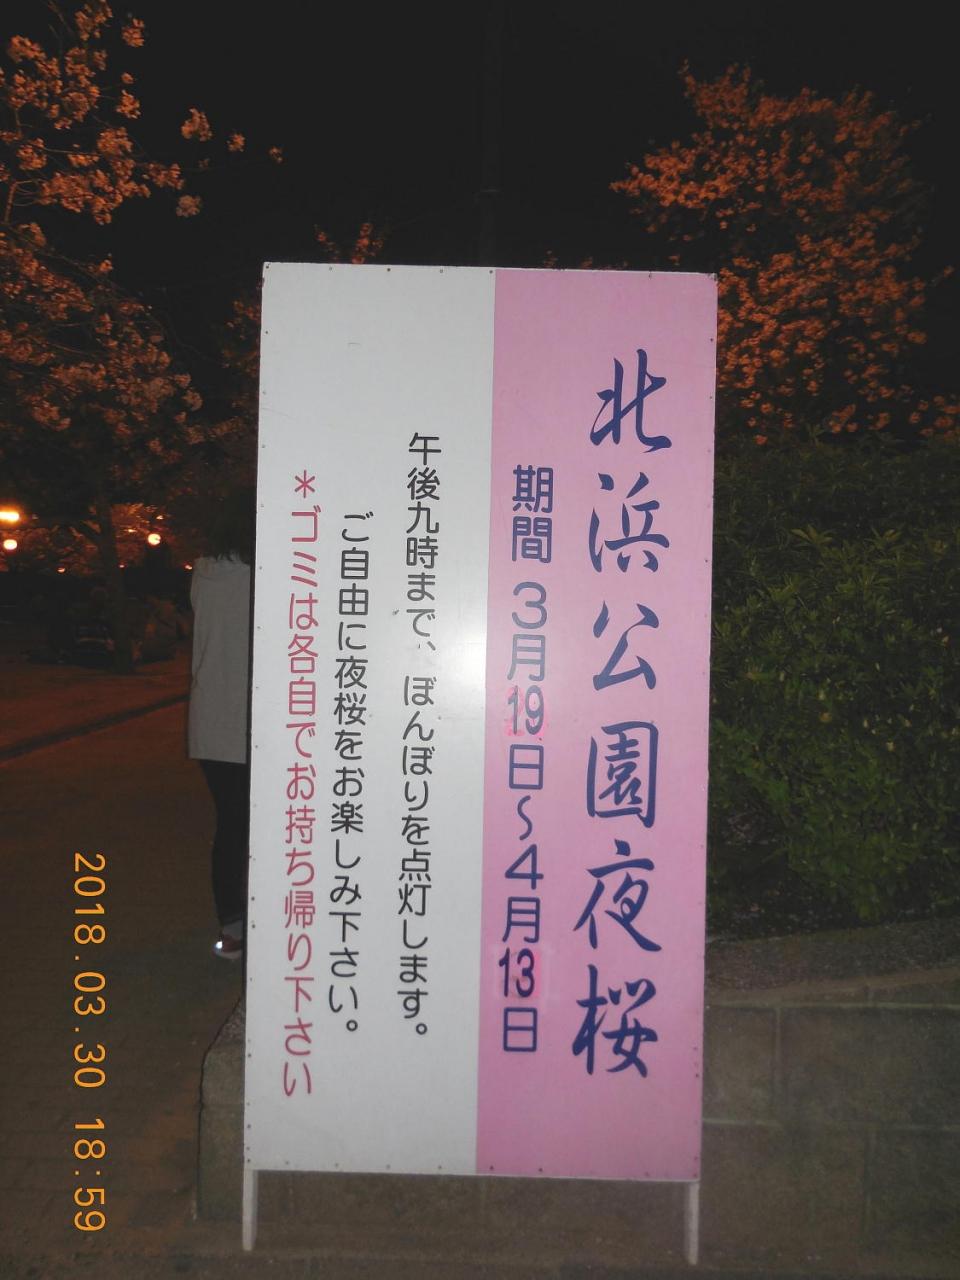 北浜公園夜桜
期間 3月19日～4月13日
午後九時まで、ぼんぼりを点灯します。
ご自由に夜桜をお楽しみ下さい。
＊ゴミは各自でお持ち帰り下さい
2018.03.30 18:59